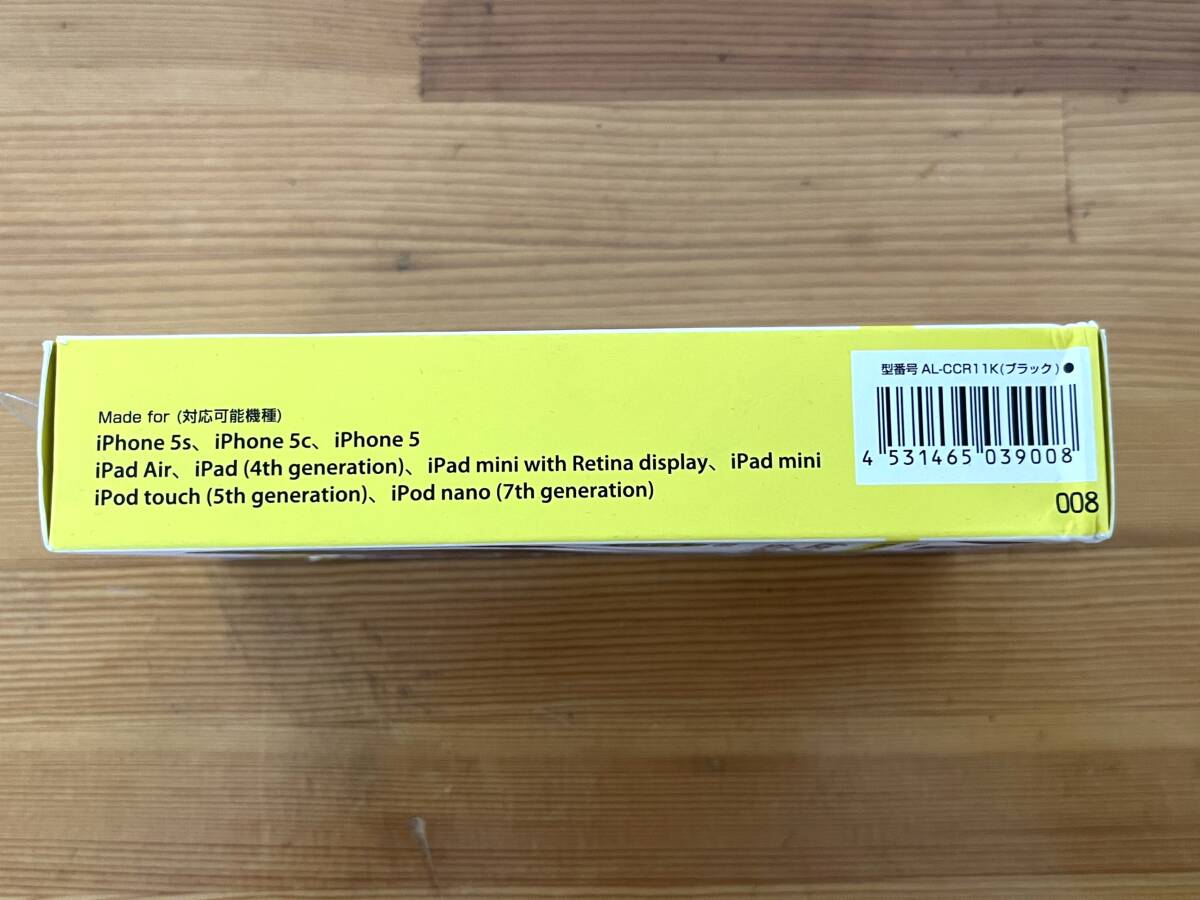 Made for (対応可能機種)
iPhone 5s、iPhone 5c、iPhone 5
iPad Air、iPad (4th generation)、iPad mini with Retina display、iPad mini
iPod touch (5th generation)、iPod nano (7th generation)
型番号 AL-CCR11K(ブラック)●
4 531465 039008
008